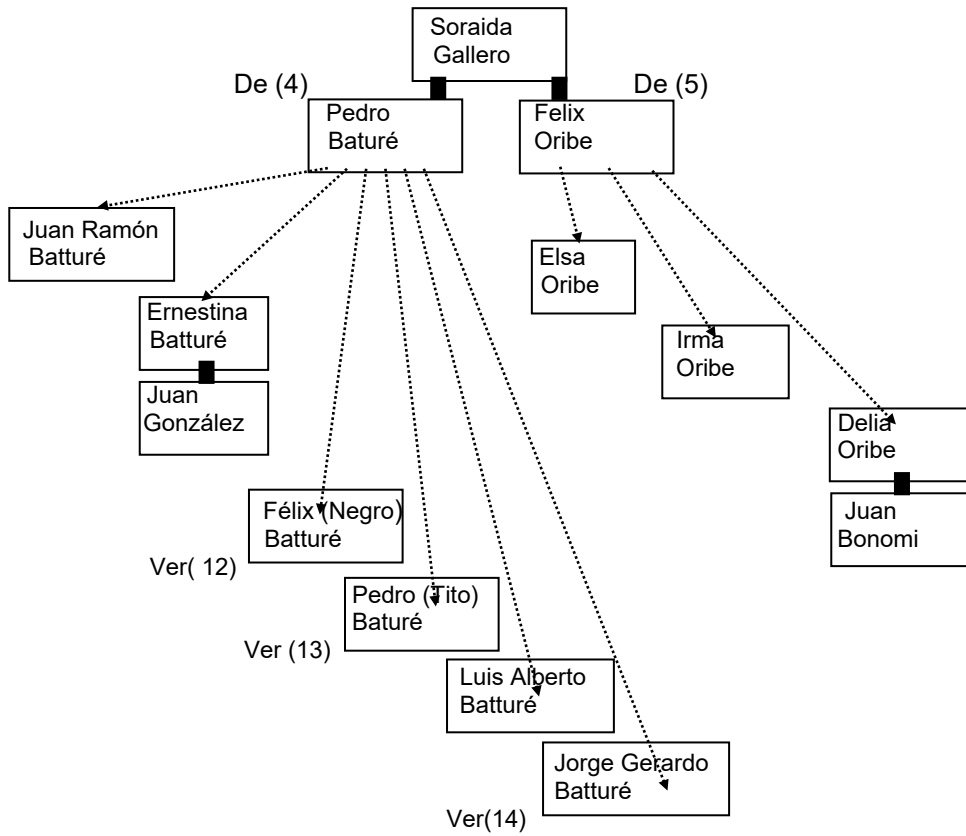 Soraida
Gallero
De (4)
De (5)
Pedro
Baturé
Felix
Oribe
Juan Ramón
Batturé
Elsa
Oribe
Ernestina
Batturé
Irma
Oribe
Juan
González
Delia
Oribe
Félix (Negro)
Batturé
Juan
Bonomi
Ver( 12)
Pedro (Tito)
Baturé
Ver (13)
Luis Alberto
Batturé
Jorge Gerardo
Batturé
Ver(14)